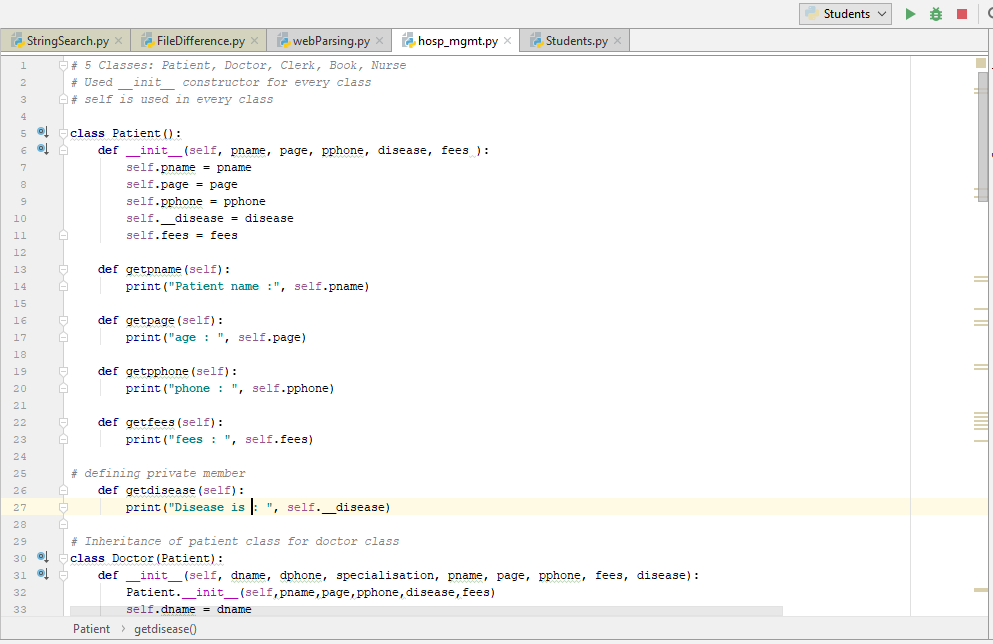 Students
StringSearch.py
FileDifference.py
webParsing.py
hosp_mgmt.py
Students.py
1 # 5 Classes: Patient, Doctor, Clerk, Book, Nurse
2 # Used __init__ constructor for every class
3 # self is used in every class
4
5 class Patient():
6 def __init__(self, pname, page, pphone, disease, fees ):
7 self.pname = pname
8 self.page = page
9 self.pphone = pphone
10 self.__disease = disease
11 self.fees = fees
12
13 def getpname(self):
14 print("Patient name :", self.pname)
15
16 def getpage(self):
17 print("age : ", self.page)
18
19 def getpphone(self):
20 print("phone : ", self.pphone)
21
22 def getfees(self):
23 print("fees : ", self.fees)
24
25 # defining private member
26 def getdisease(self):
27 print("Disease is : ", self.__disease)
28
29 # Inheritance of patient class for doctor class
30 class Doctor(Patient):
31 def __init__(self, dname, dphone, specialisation, pname, page, pphone, fees, disease):
32 Patient.__init__(self,pname,page,pphone,disease,fees)
33 self.dname = dname
Patient › getdisease()